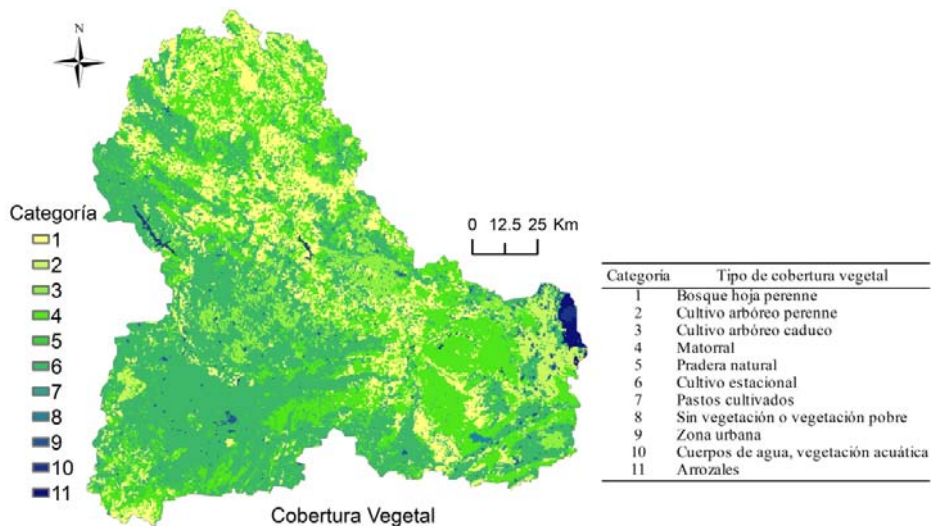 N
Categoría
1
2
3
4
5
6
7
8
9
10
11
0 12.5 25 Km
Cobertura Vegetal
Categoría Tipo de cobertura vegetal
1 Bosque hoja perenne
2 Cultivo arbóreo perenne
3 Cultivo arbóreo caduco
4 Matorral
5 Pradera natural
6 Cultivo estacional
7 Pastos cultivados
8 Sin vegetación o vegetación pobre
9 Zona urbana
10 Cuerpos de agua, vegetación acuática
11 Arrozales